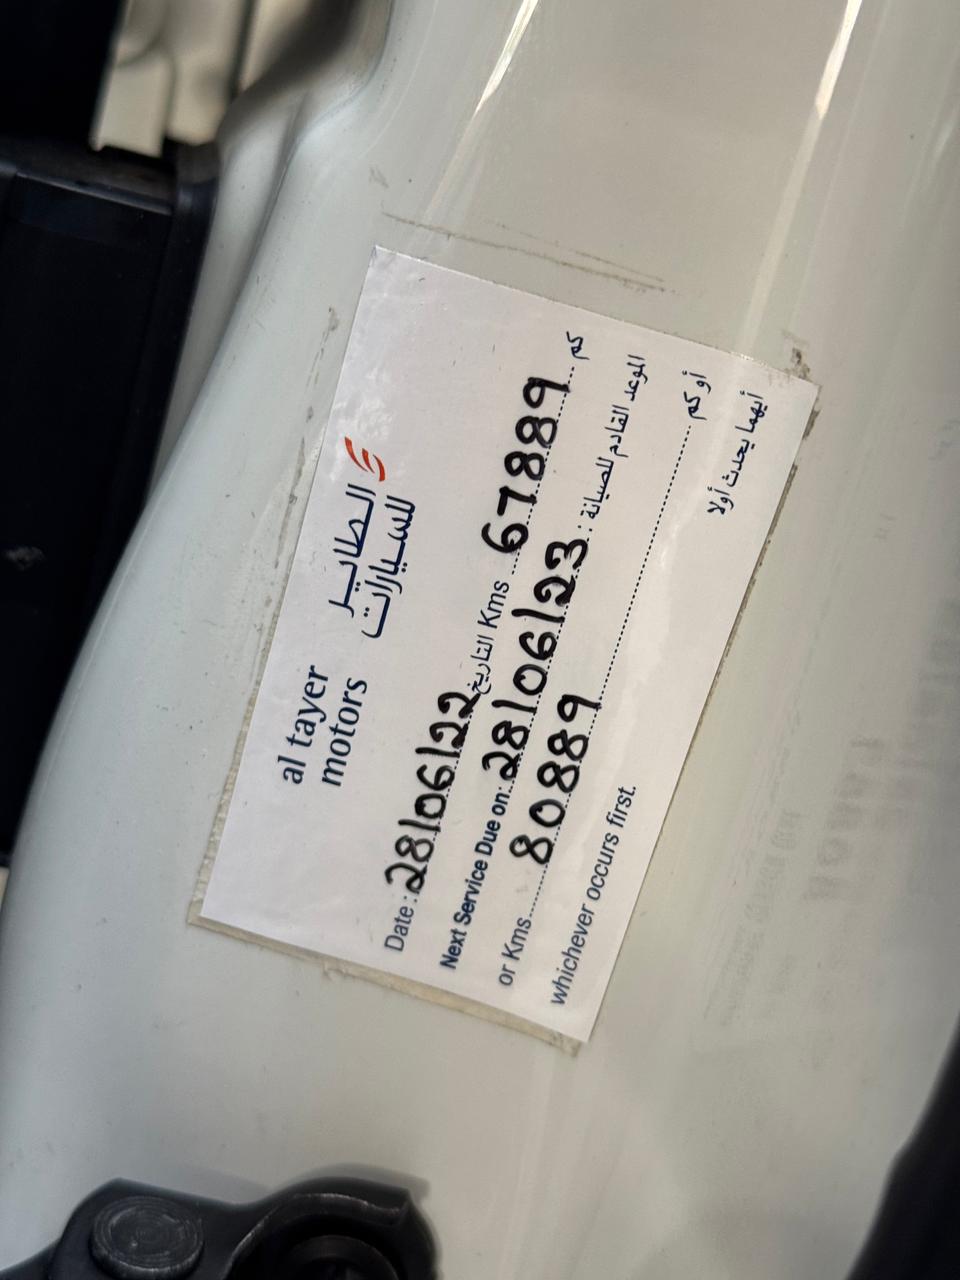 al tayer
motors
الطاير
للسيارات
Date: 28/06/22 التاريخ Kms 67889 كم
Next Service Due on: 28/06/23 : الموعد القادم للصيانة
or Kms 80889 أو كم
whichever occurs first. أيهما يحدث أولا